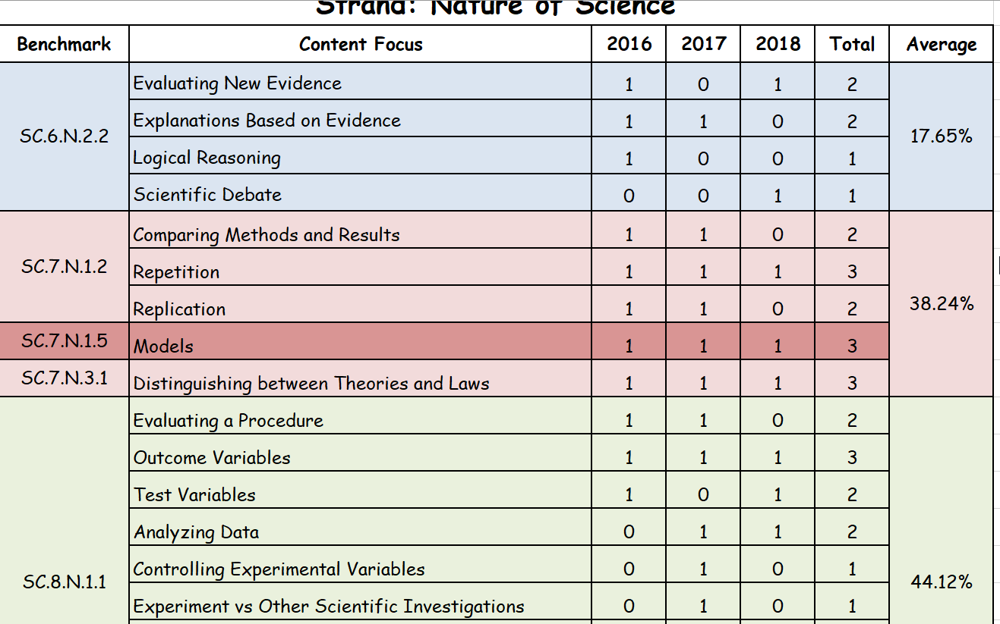 Strand: Nature of Science
Benchmark Content Focus 2016 2017 2018 Total Average
Evaluating New Evidence 1 0 1 2
Explanations Based on Evidence 1 1 0 2
SC.6.N.2.2 17.65%
Logical Reasoning 1 0 0 1
Scientific Debate 0 0 1 1
Comparing Methods and Results 1 1 0 2
SC.7.N.1.2
Repetition 1 1 1 3
Replication 1 1 0 2
38.24%
SC.7.N.1.5 Models 1 1 1 3
SC.7.N.3.1 Distinguishing between Theories and Laws 1 1 1 3
Evaluating a Procedure 1 1 0 2
Outcome Variables 1 1 1 3
Test Variables 1 0 1 2
Analyzing Data 0 1 1 2
Controlling Experimental Variables 0 1 0 1
SC.8.N.1.1 44.12%
Experiment vs Other Scientific Investigations 0 1 0 1